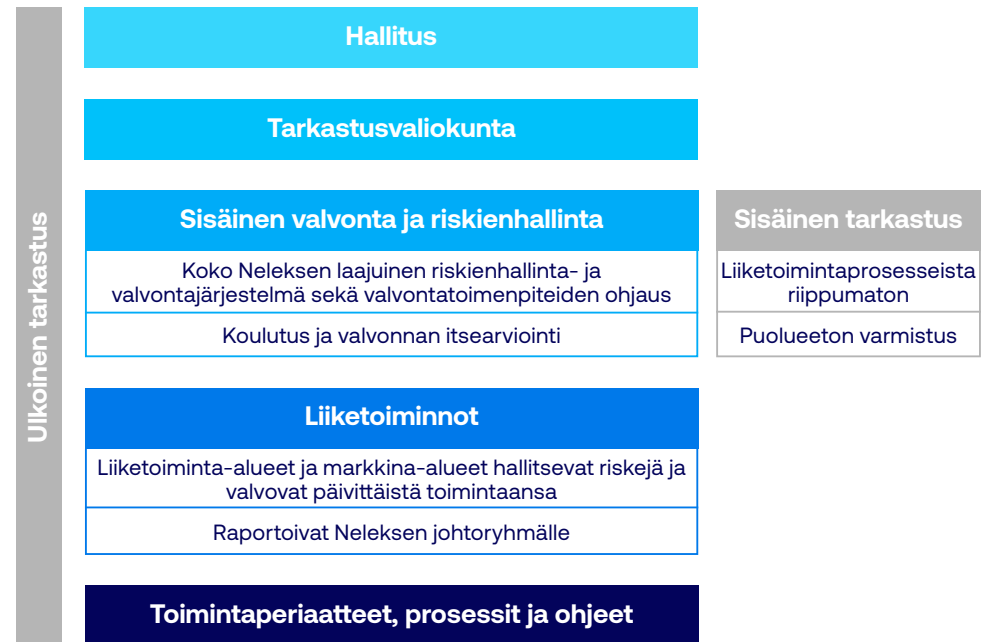 Ulkoinen tarkastus
Hallitus
Tarkastusvaliokunta
Sisäinen valvonta ja riskienhallinta
Koko Neleksen laajuinen riskienhallinta- ja
valvontajärjestelmä sekä valvontatoimenpiteiden ohjaus
Koulutus ja valvonnan itsearviointi
Sisäinen tarkastus
Liiketoimintaprosesseista
riippumaton
Puolueeton varmistus
Liiketoiminnot
Liiketoiminta-alueet ja markkina-alueet hallitsevat riskejä ja
valvovat päivittäistä toimintaansa
Raportoivat Neleksen johtoryhmälle
Toimintaperiaatteet, prosessit ja ohjeet